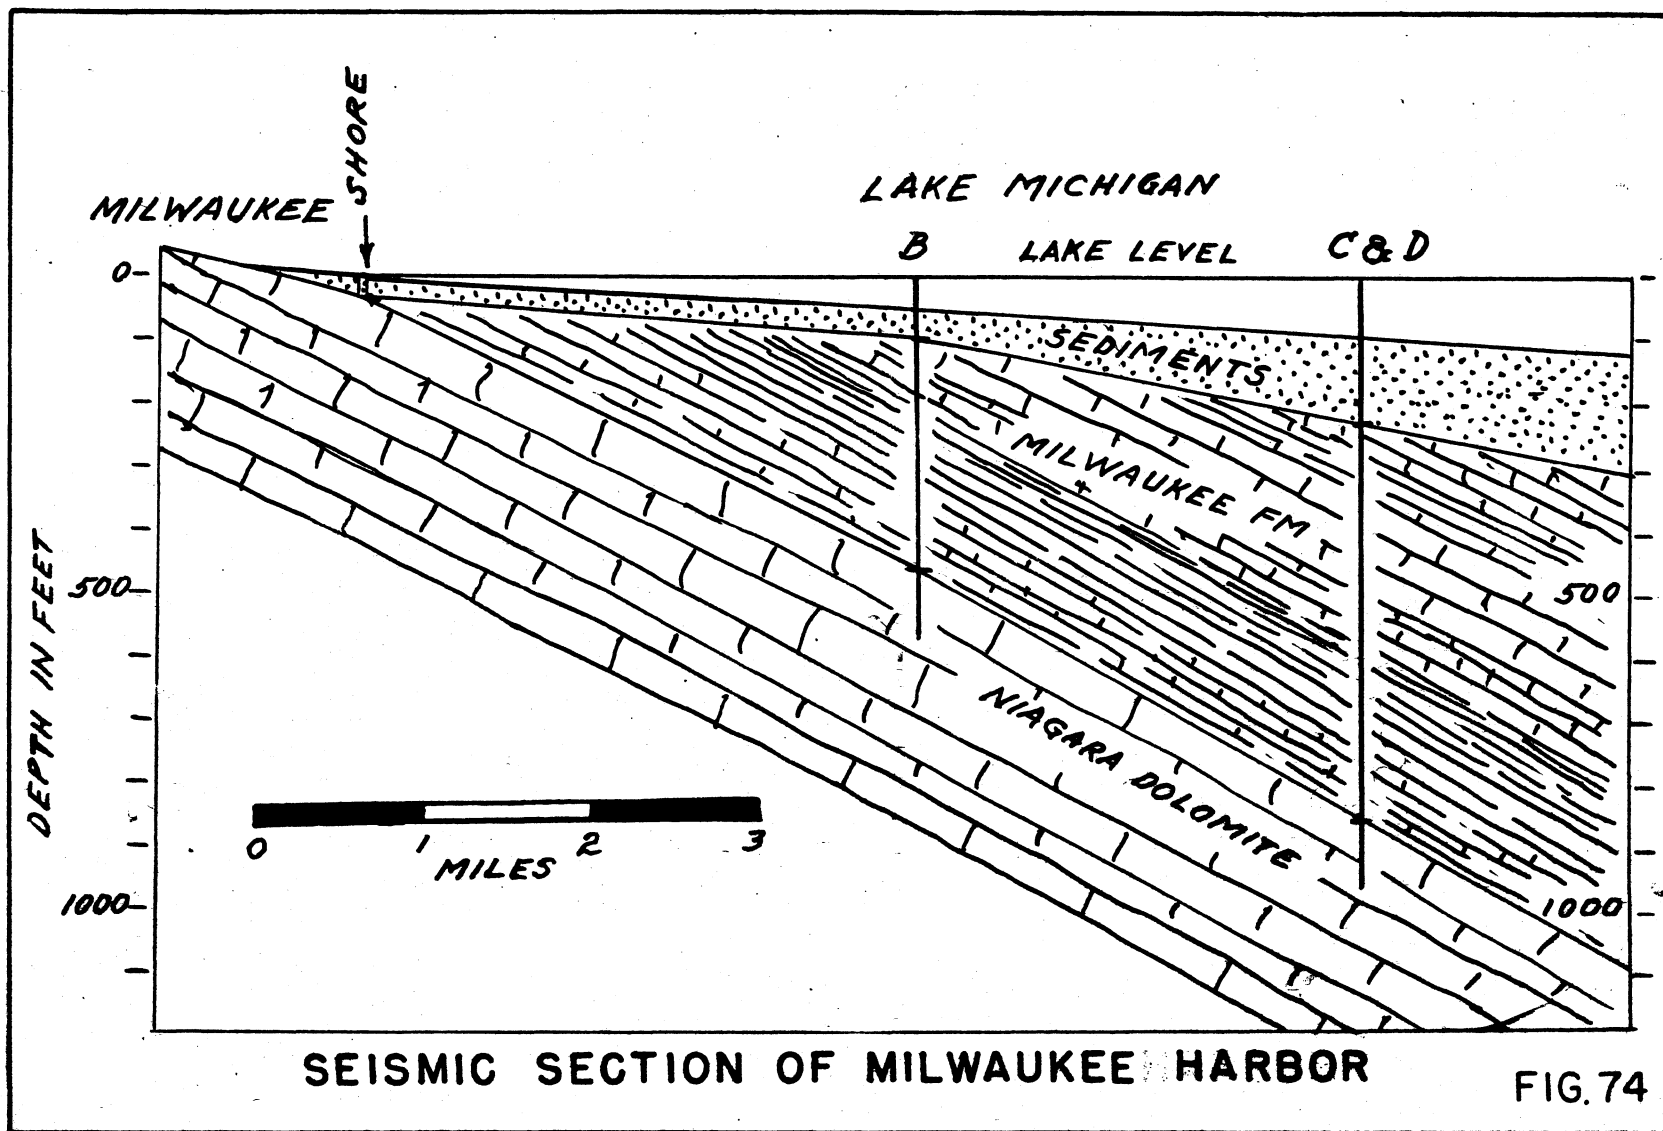 SHORE
MILWAUKEE
LAKE MICHIGAN
B LAKE LEVEL C & D
0
SEDIMENTS
MILWAUKEE FM
DEPTH IN FEET
500 500
NIAGARA DOLOMITE
0 1 2 3
MILES
1000 1000
SEISMIC SECTION OF MILWAUKEE HARBOR
FIG. 74